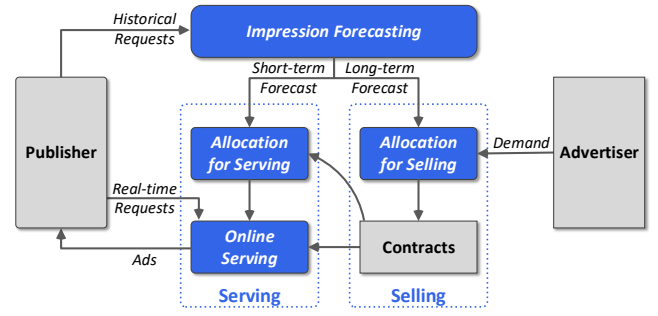 Historical
Requests
Impression Forecasting
Short-term
Forecast
Long-term
Forecast
Publisher
Allocation
for Serving
Allocation
for Selling
Demand
Advertiser
Real-time
Requests
Online
Serving
Contracts
Ads
Serving
Selling